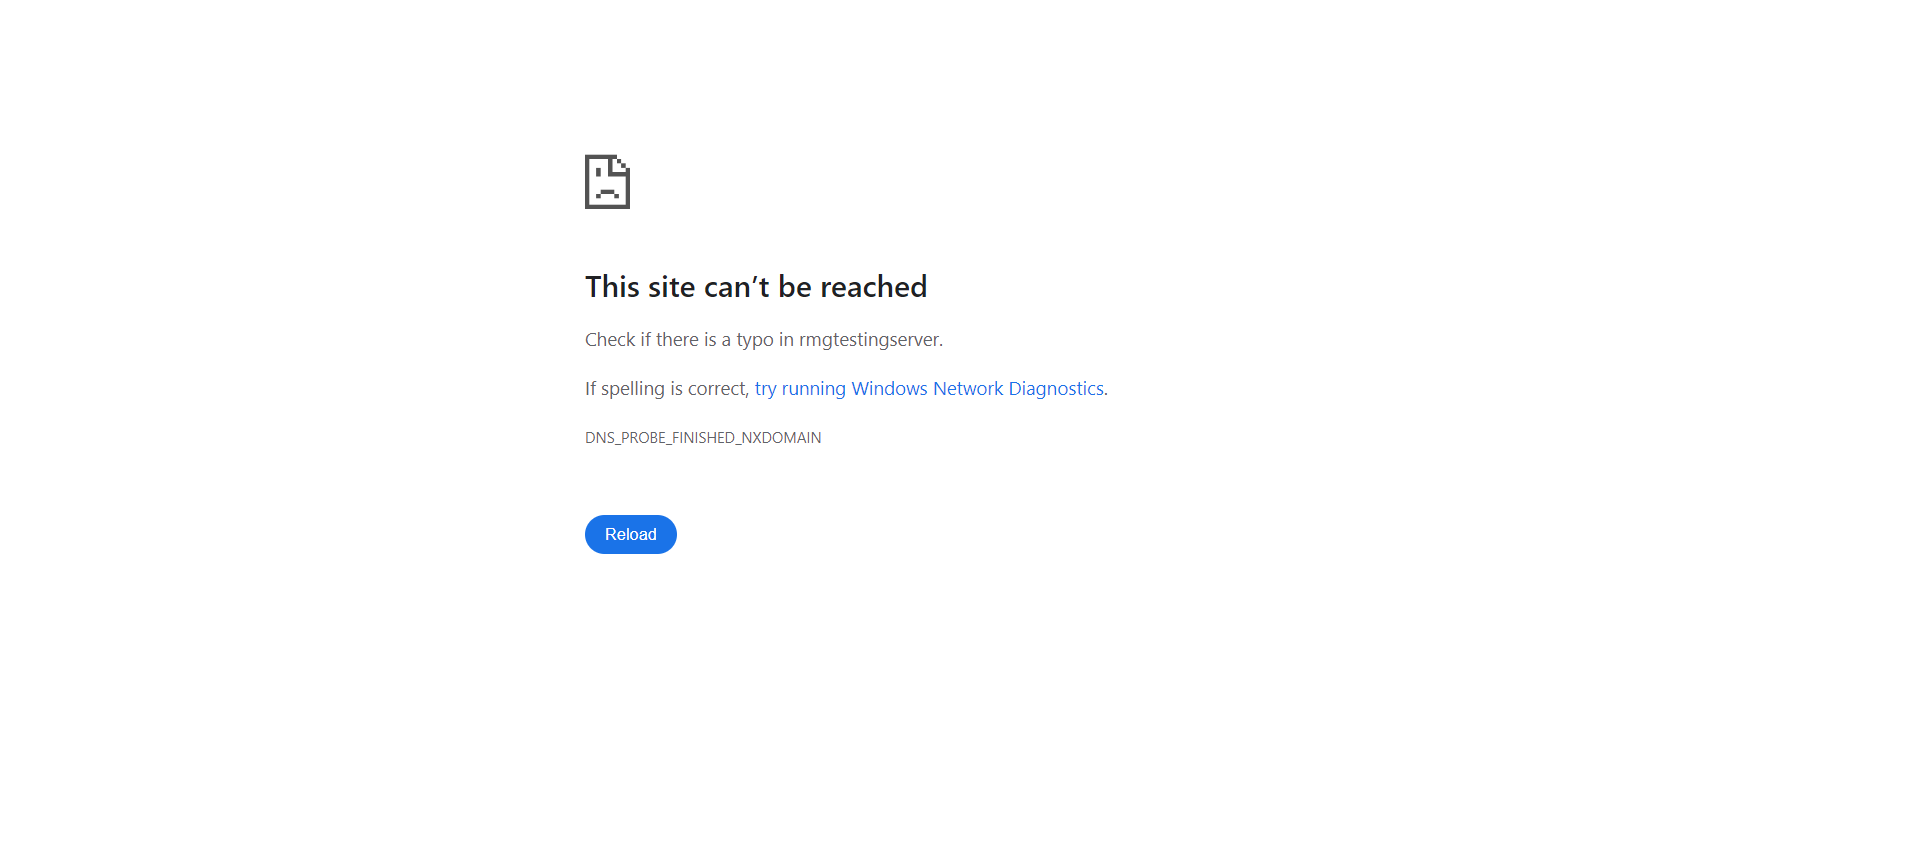 This site can’t be reached
Check if there is a typo in rmgtestingserver.
If spelling is correct, try running Windows Network Diagnostics.
DNS_PROBE_FINISHED_NXDOMAIN
Reload